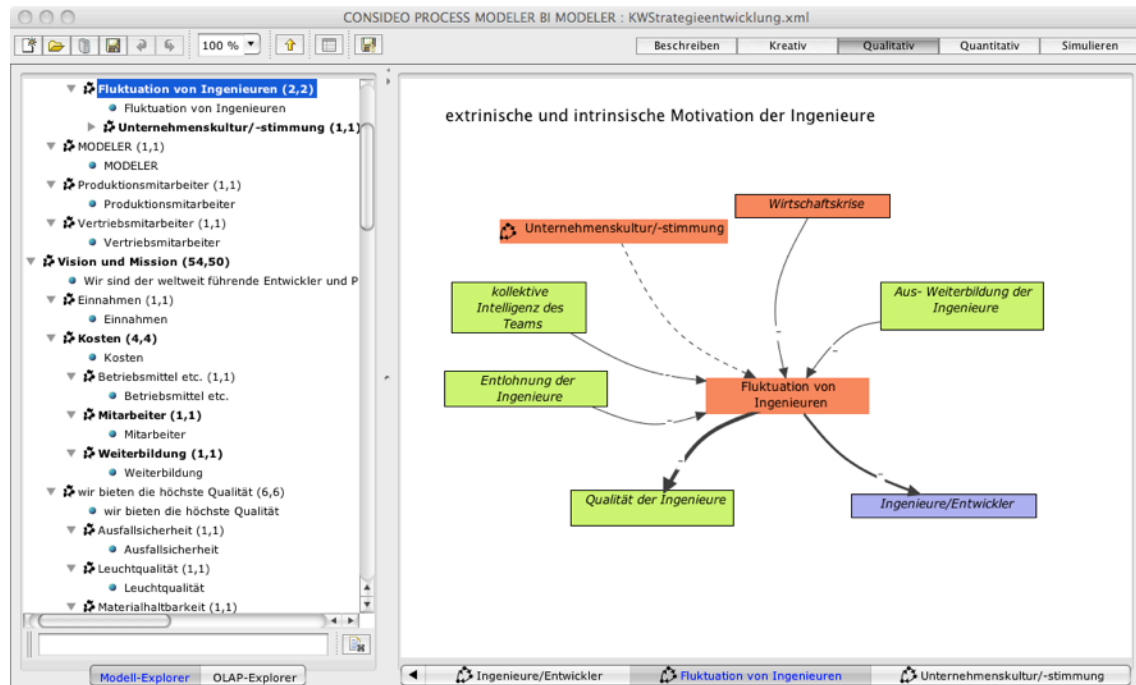 CONSIDEO PROCESS MODELER BI MODELER : KWStrategieentwicklung.xml
100 %
Beschreiben
Kreativ
Qualitativ
Quantitativ
Simulieren
Fluktuation von Ingenieuren (2,2)
Fluktuation von Ingenieuren
Unternehmenskultur/-stimmung (1,1)
MODELER (1,1)
MODELER
Produktionsmitarbeiter (1,1)
Produktionsmitarbeiter
Vertriebsmitarbeiter (1,1)
Vertriebsmitarbeiter
Vision und Mission (54,50)
Wir sind der weltweit führende Entwickler und P
Einnahmen (1,1)
Einnahmen
Kosten (4,4)
Kosten
Betriebsmittel etc. (1,1)
Betriebsmittel etc.
Mitarbeiter (1,1)
Mitarbeiter
Weiterbildung (1,1)
Weiterbildung
wir bieten die höchste Qualität (6,6)
wir bieten die höchste Qualität
Ausfallsicherheit (1,1)
Ausfallsicherheit
Leuchtqualität (1,1)
Leuchtqualität
Materialhaltbarkeit (1,1)
Modell-Explorer
OLAP-Explorer
extrinische und intrinsische Motivation der Ingenieure
Wirtschaftskrise
Unternehmenskultur/-stimmung
kollektive
Intelligenz des
Teams
Aus- Weiterbildung der
Ingenieure
Entlohnung der
Ingenieure
Fluktuation von
Ingenieuren
Qualität der Ingenieure
Ingenieure/Entwickler
Ingenieure/Entwickler
Fluktuation von Ingenieuren
Unternehmenskultur/-stimmung